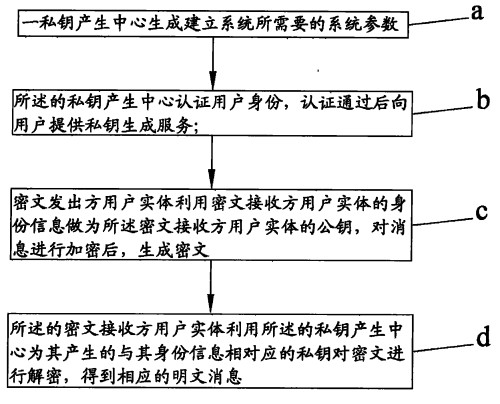 一私钥产生中心生成建立系统所需要的系统参数
a
所述的私钥产生中心认证用户身份，认证通过后向
用户提供私钥生成服务；
b
密文发出方用户实体利用密文接收方用户实体的身
份信息做为所述密文接收方用户实体的公钥，对消
息进行加密后，生成密文
c
所述的密文接收方用户实体利用所述的私钥产生中
心为其产生的与其身份信息相对应的私钥对密文进
行解密，得到相应的明文消息
d